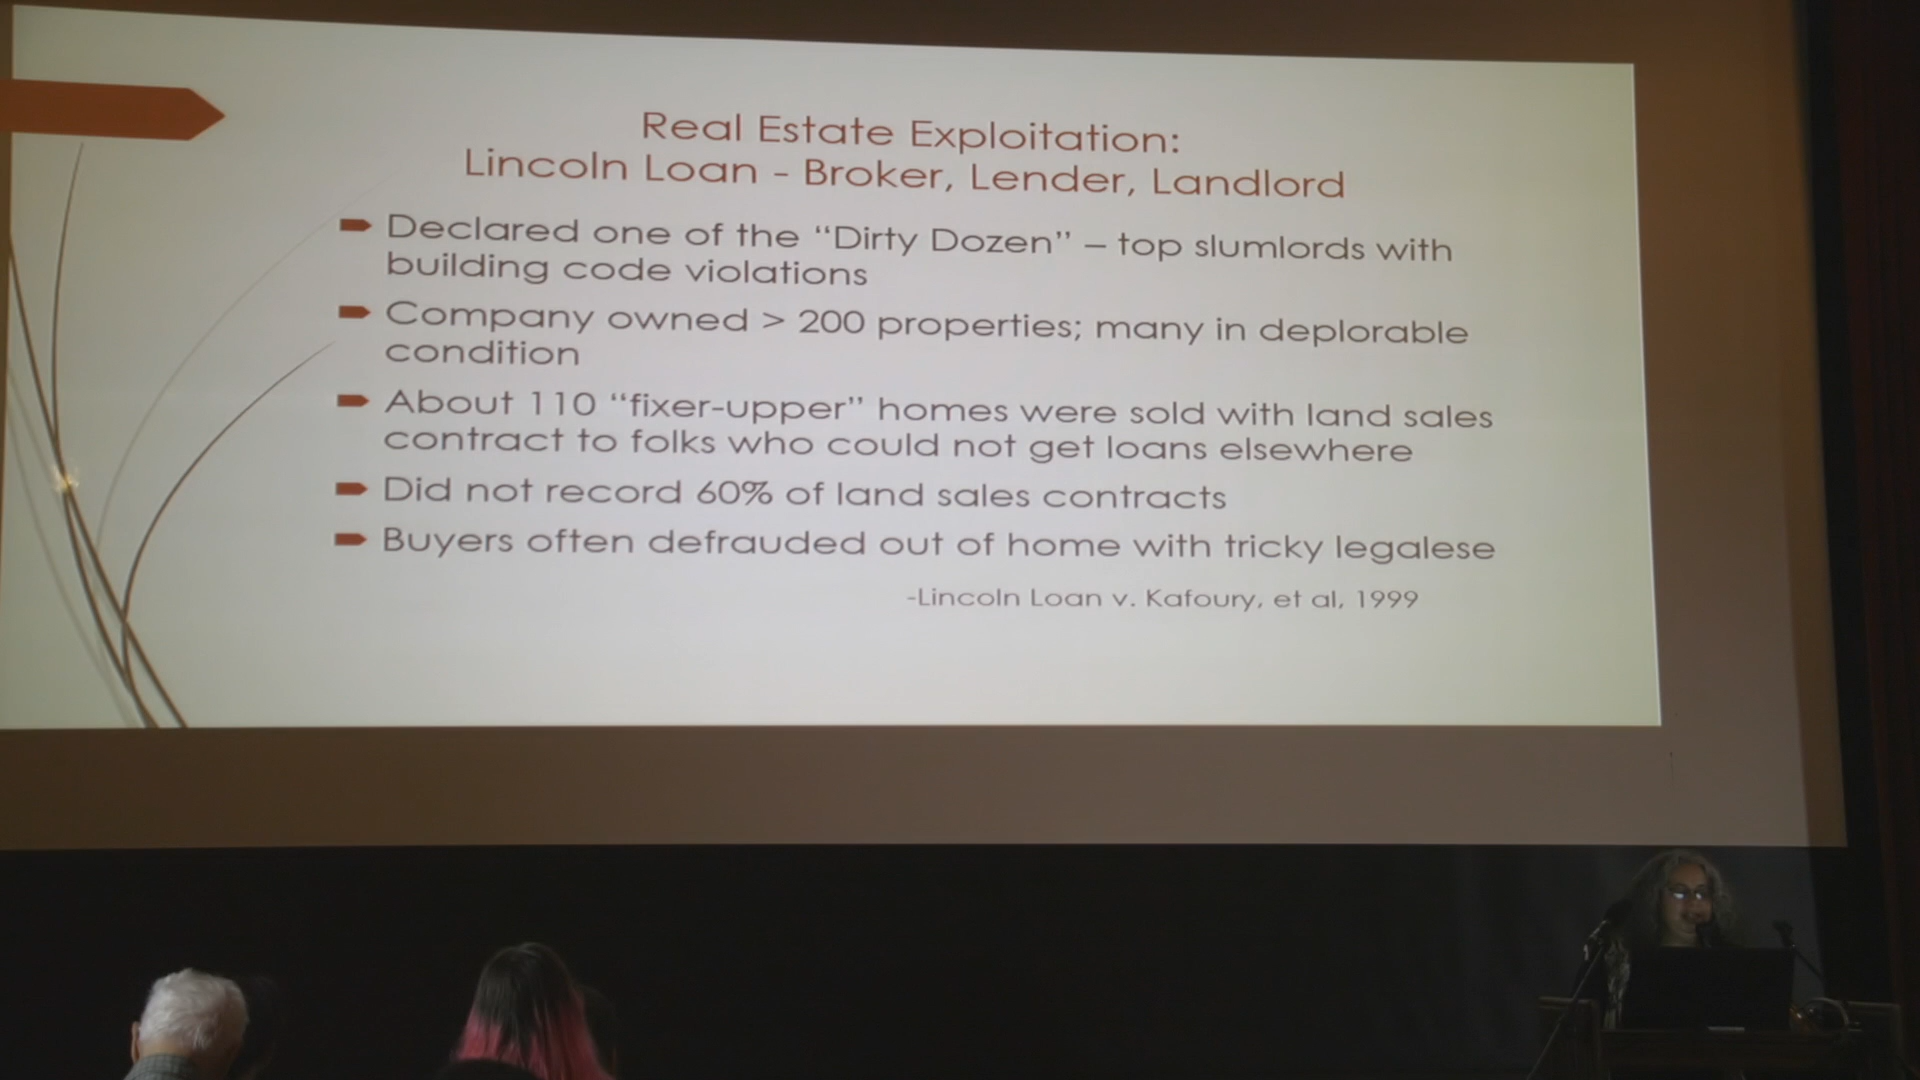 Real Estate Exploitation:
Lincoln Loan - Broker, Lender, Landlord
Declared one of the “Dirty Dozen” – top slumlords with
building code violations
Company owned > 200 properties; many in deplorable
condition
About 110 “fixer-upper” homes were sold with land sales
contract to folks who could not get loans elsewhere
Did not record 60% of land sales contracts
Buyers often defrauded out of home with tricky legalese
-Lincoln Loan v. Kafoury, et al, 1999